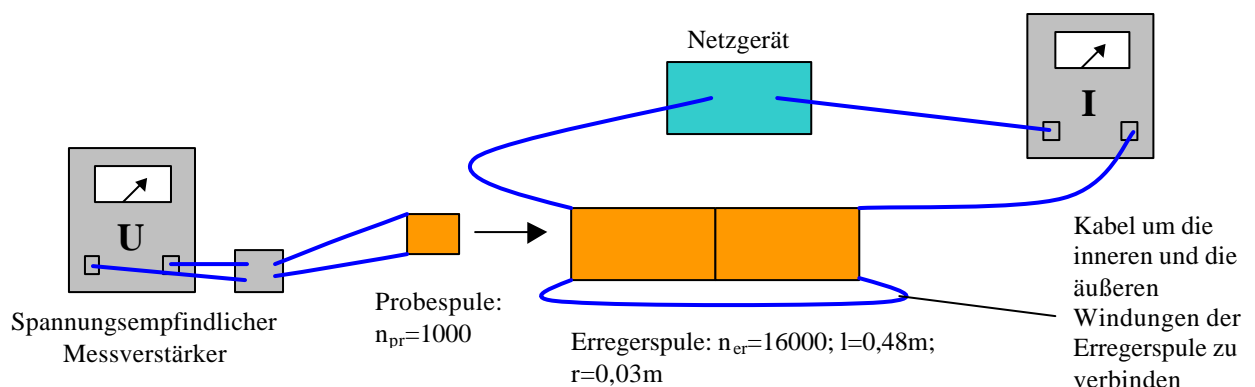 Netzgerät
I
U
Spannungsempfindlicher
Messverstärker
Probespule:
n_pr=1000
Erregerspule: n_er=16000; l=0,48m;
r=0,03m
Kabel um die
inneren und die
äußeren
Windungen der
Erregerspule zu
verbinden